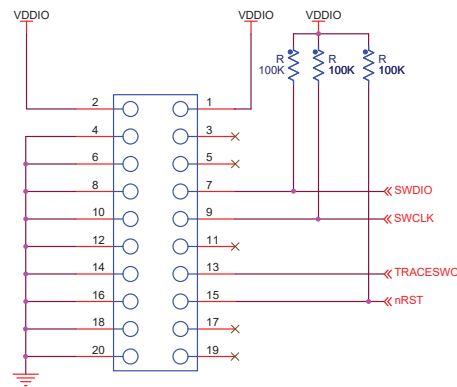 VDDIO VDDIO VDDIO
R R R
100K 100K 100K
2 1
4 3
6 5
8 7 SWDIO
10 9 SWCLK
12 11
14 13 TRACESWO
16 15 nRST
18 17
20 19